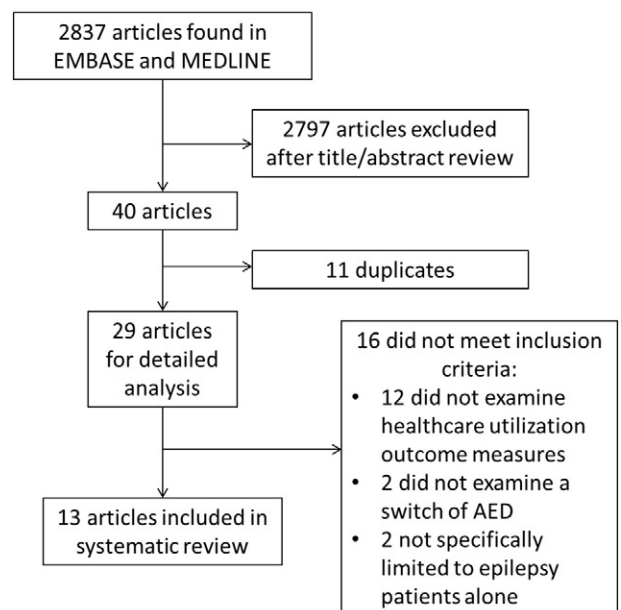 2837 articles found in
EMBASE and MEDLINE
2797 articles excluded
after title/abstract review
40 articles
11 duplicates
29 articles
for detailed
analysis
16 did not meet inclusion
criteria:
• 12 did not examine
healthcare utilization
outcome measures
• 2 did not examine a
switch of AED
• 2 not specifically
limited to epilepsy
patients alone
13 articles included in
systematic review